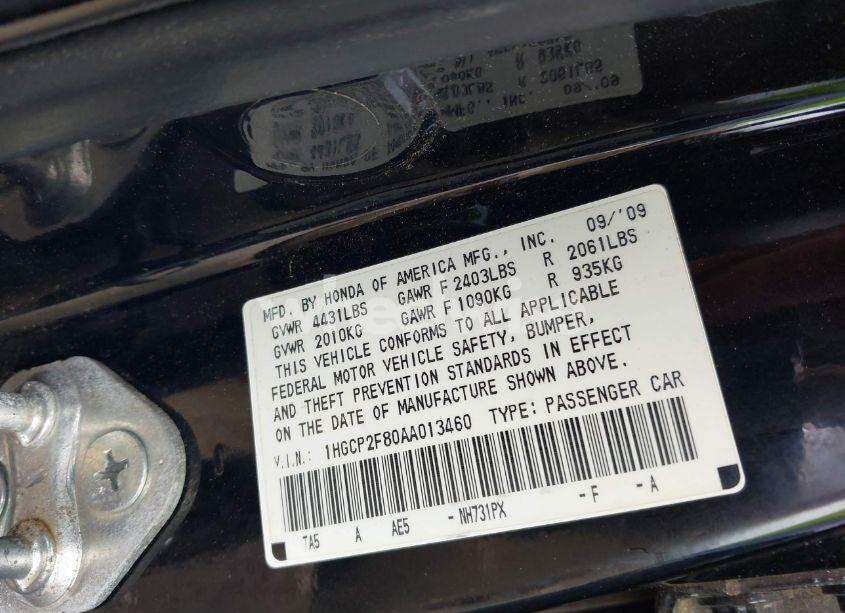 MFD. BY HONDA OF AMERICA MFG., INC. 09/'09
GVWR 4431LBS GAWR F 2403LBS R 2061LBS
GVWR 2010KG GAWR F 1090KG R 935KG
THIS VEHICLE CONFORMS TO ALL APPLICABLE
FEDERAL MOTOR VEHICLE SAFETY, BUMPER,
AND THEFT PREVENTION STANDARDS IN EFFECT
ON THE DATE OF MANUFACTURE SHOWN ABOVE.
V.I.N.: 1HGCP2F80AA013460 TYPE: PASSENGER CAR
TA5 A AE5 - NH731PX - F - A